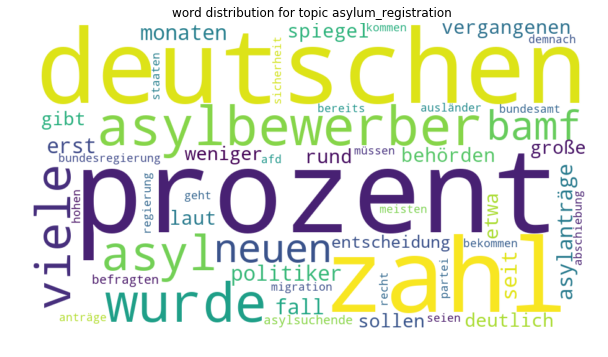 word distribution for topic asylum_registration
deutschen
monaten
spiegel
kommen
vergangenen
demnach
staaten
sicherheit
gibt
asylbewerber
bereits
ausländer
bamf
bundesamt
erst
bundesregierung
weniger
afd
rund
müssen
behörden
große
viele
hohen
prozent
regierung
geht
laut
meisten
etwa
asylanträge
abschiebung
asyl
neuen
entscheidung
zahl
bekommen
seit
befragten
politiker
migration
recht
partei
wurde
fall
anträge
asylsuchende
sollen
seien
deutlich